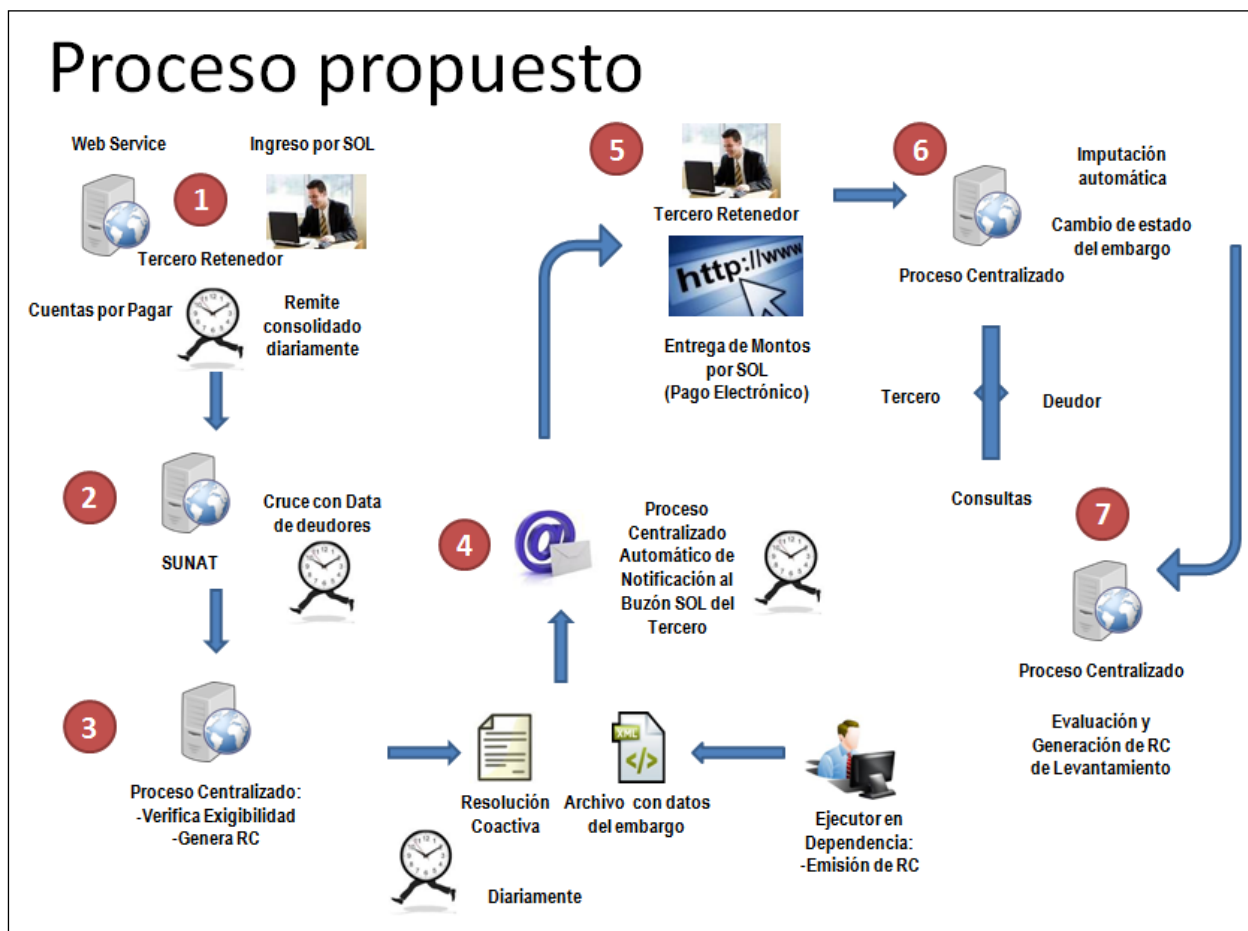 Proceso propuesto
Web Service
Ingreso por SOL
1
Tercero Retenedor
Cuentas por Pagar
Remite
consolidado
diariamente
2
SUNAT
Cruce con Data
de deudores
3
Proceso Centralizado:
-Verifica Exigibilidad
-Genera RC
Resolución
Coactiva
Diariamente
XML
</>
Archivo con datos
del embargo
Ejecutor en
Dependencia:
-Emisión de RC
4
@
Proceso
Centralizado
Automático de
Notificación al
Buzón SOL del
Tercero
5
Tercero Retenedor
http://www
Entrega de Montos
por SOL
(Pago Electrónico)
6
Proceso Centralizado
Imputación
automática
Cambio de estado
del embargo
Tercero
Deudor
Consultas
7
Proceso Centralizado
Evaluación y
Generación de RC
de Levantamiento